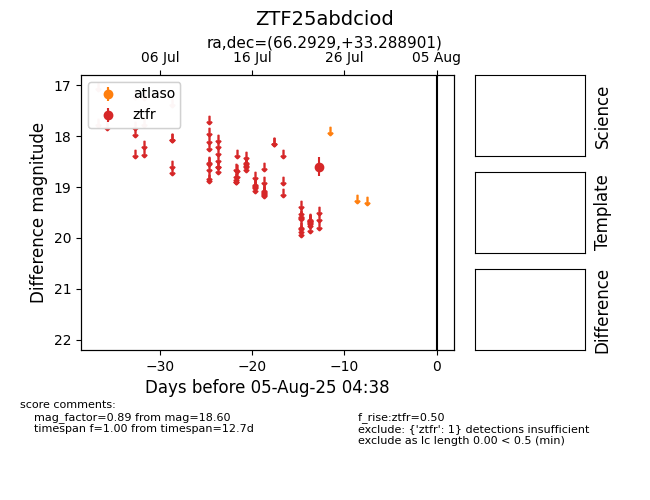 ZTF25abdciod
ra,dec=(66.2929,+33.288901)
06 Jul
16 Jul
26 Jul
05 Aug
atlaso
ztfr
17
18
19
20
21
22
Difference magnitude
−30
−20
−10
0
Days before 05-Aug-25 04:38
Science
Template
Difference
score comments:
mag_factor=0.89 from mag=18.60
timespan f=1.00 from timespan=12.7d
f_rise:ztfr=0.50
exclude: {'ztfr': 1} detections insufficient
exclude as lc length 0.00 < 0.5 (min)